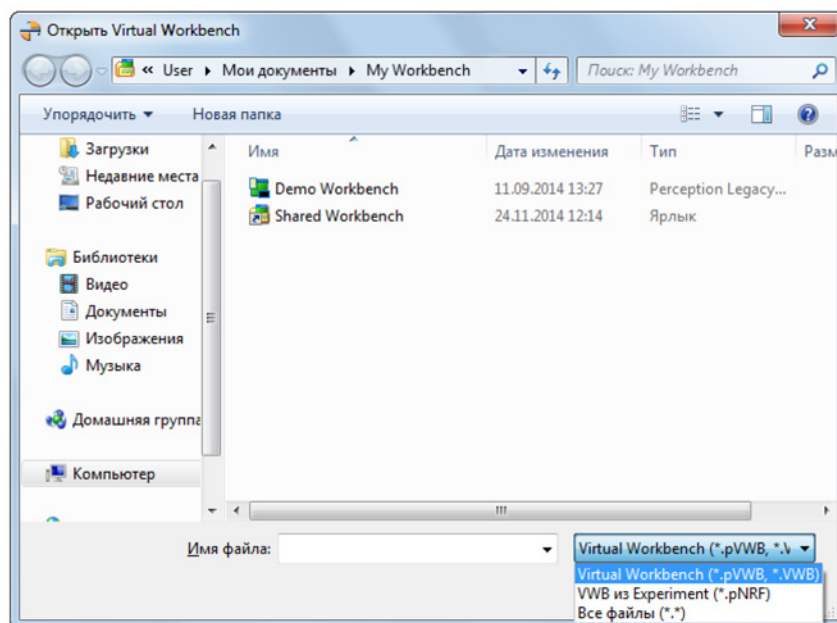 Открыть Virtual Workbench
« User ▸ Мои документы ▸ My Workbench
Поиск: My Workbench
Упорядочить ▼ Новая папка
Загрузки
Недавние места
Рабочий стол
Библиотеки
Видео
Документы
Изображения
Музыка
Домашняя группа
Компьютер
Имя Дата изменения Тип Разм
Demo Workbench 11.09.2014 13:27 Perception Legacy...
Shared Workbench 24.11.2014 12:14 Ярлык
Имя файла:
Virtual Workbench (*.pVWB, *.V
Virtual Workbench (*.pVWB, *.VWB)
VWB из Experiment (*.pNRF)
Все файлы (*.*)